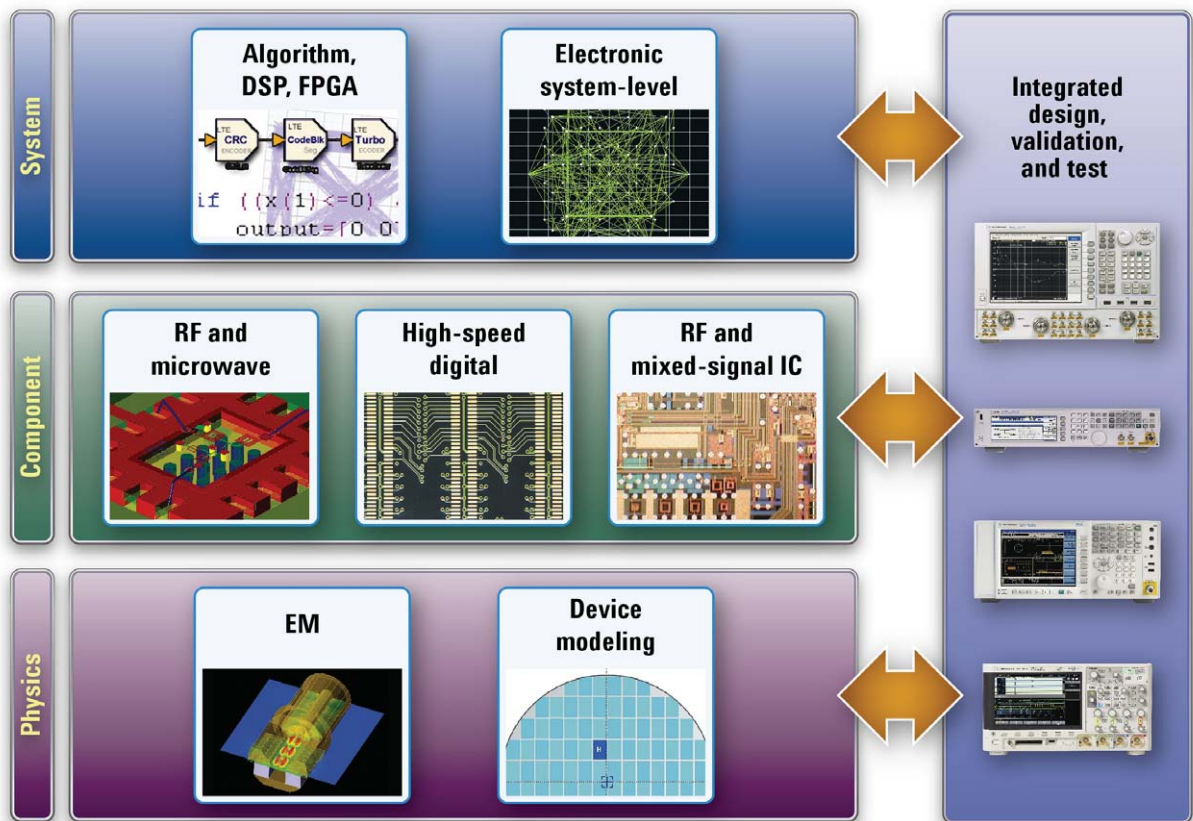 System
Algorithm,
DSP, FPGA
LTE
CRC
ENCODER
LTE
CodeBlk
Seg
LTE
Turbo
ECODER
if ((x(1)<=0)
output=[0 0
Electronic
system-level
Integrated
design,
validation,
and test
Component
RF and
microwave
High-speed
digital
RF and
mixed-signal IC
Physics
EM
Device
modeling
H